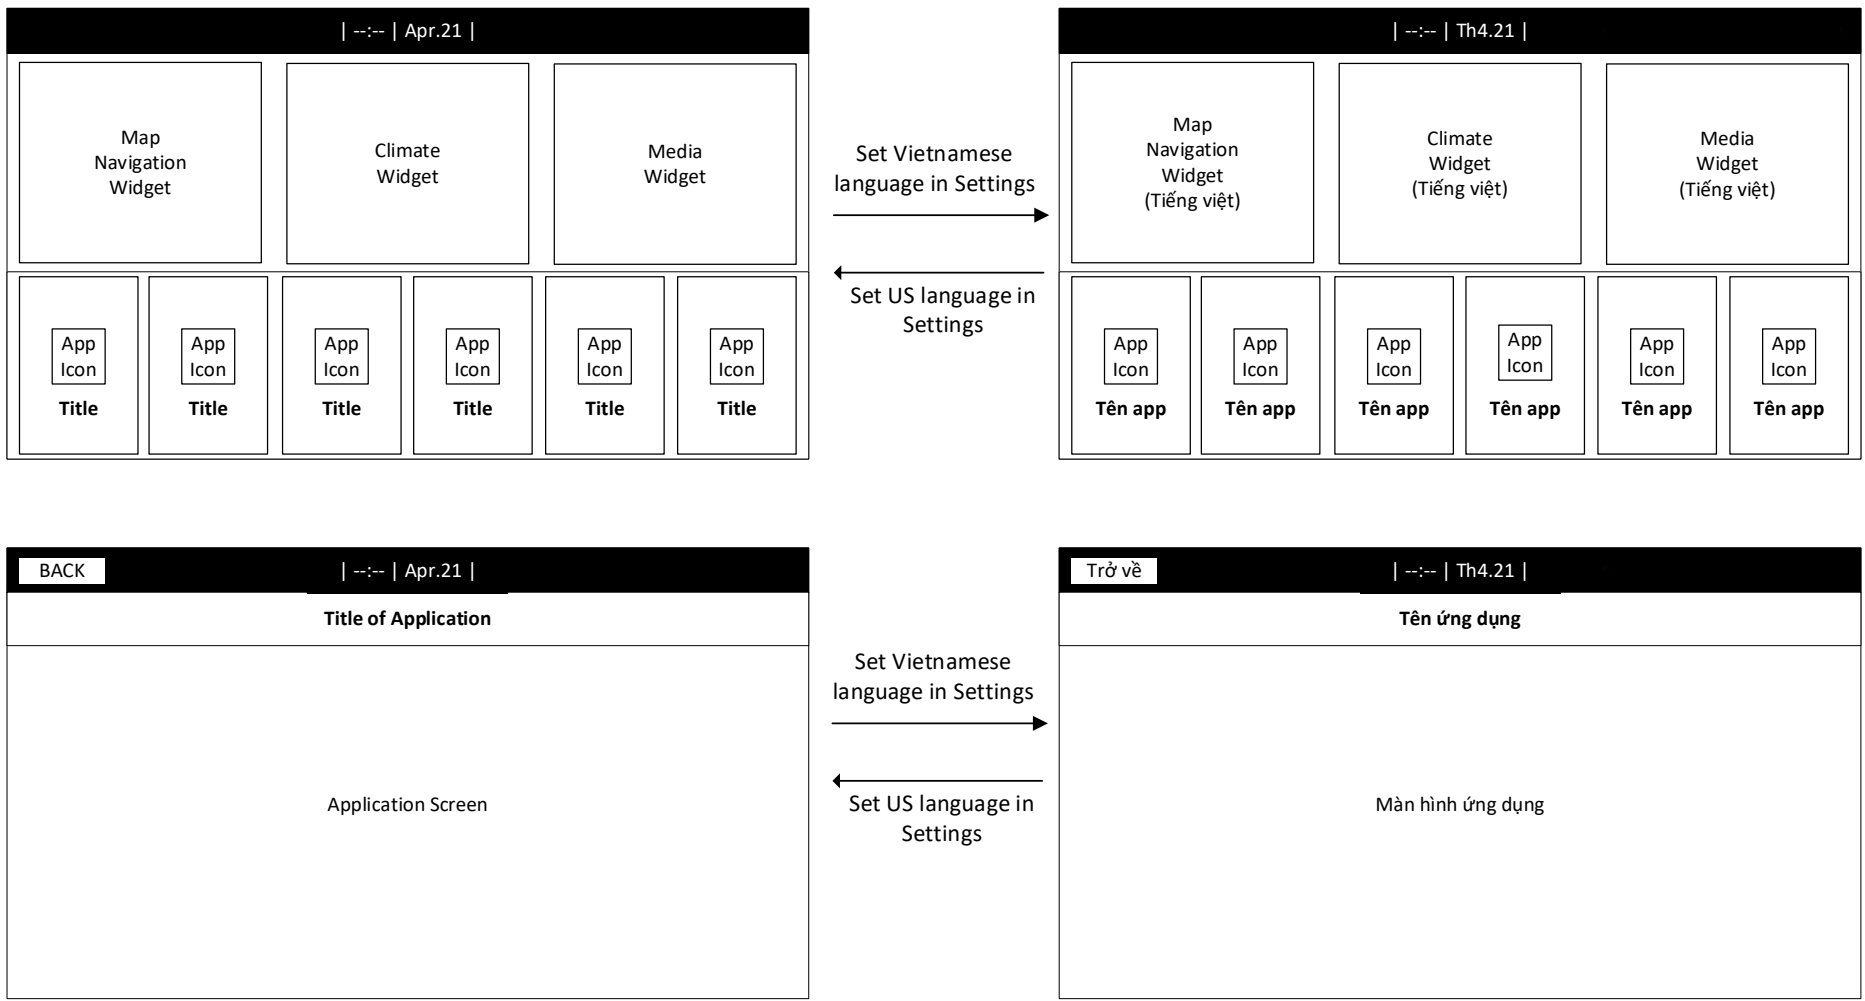 | --:-- | Apr.21 |
Map
Navigation
Widget
Climate
Widget
Media
Widget
App
Icon
Title
App
Icon
Title
App
Icon
Title
App
Icon
Title
App
Icon
Title
App
Icon
Title
Set Vietnamese
language in Settings
Set US language in
Settings
| --:-- | Th4.21 |
Map
Navigation
Widget
(Tiếng việt)
Climate
Widget
(Tiếng việt)
Media
Widget
(Tiếng việt)
App
Icon
Tên app
App
Icon
Tên app
App
Icon
Tên app
App
Icon
Tên app
App
Icon
Tên app
App
Icon
Tên app
BACK
| --:-- | Apr.21 |
Title of Application
Application Screen
Set Vietnamese
language in Settings
Set US language in
Settings
Trở về
| --:-- | Th4.21 |
Tên ứng dụng
Màn hình ứng dụng